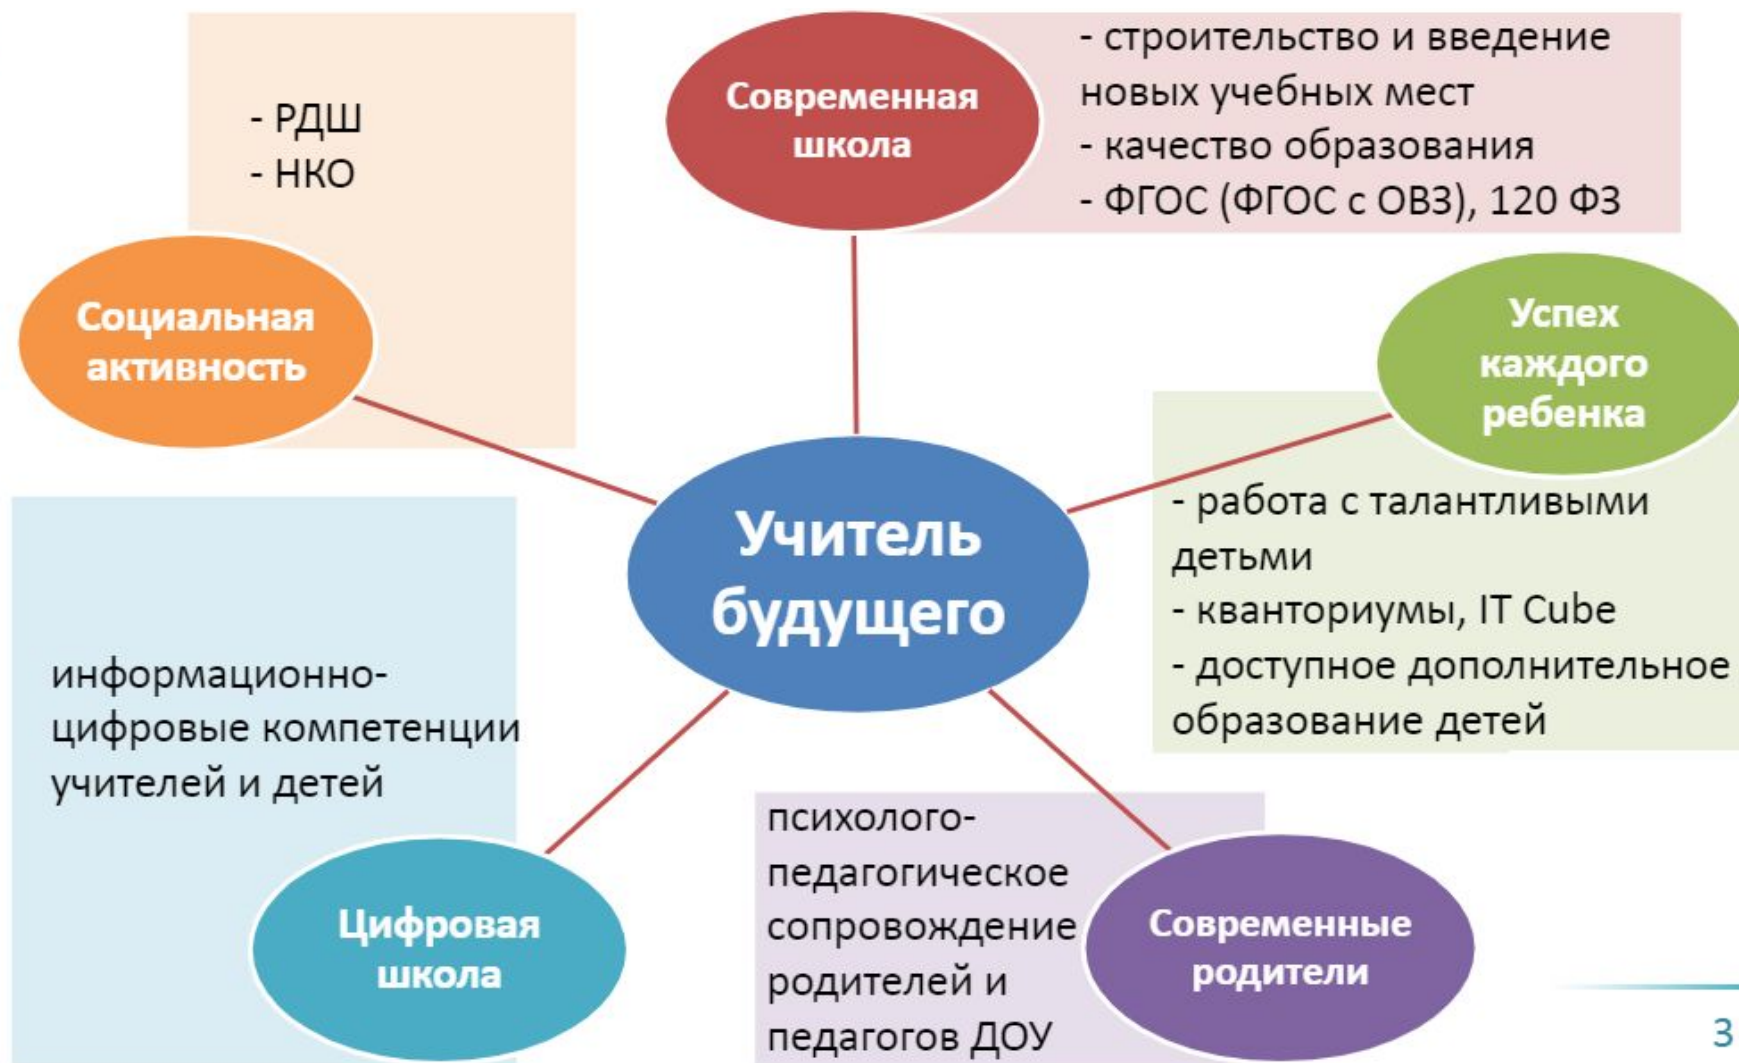 - РДШ
- НКО
Социальная
активность
Современная
школа
- строительство и введение
новых учебных мест
- качество образования
- ФГОС (ФГОС с ОВЗ), 120 ФЗ
Успех
каждого
ребенка
- работа с талантливыми
детьми
- кванториумы, IT Cube
- доступное дополнительное
образование детей
Учитель
будущего
информационно-
цифровые компетенции
учителей и детей
Цифровая
школа
психолого-
педагогическое
сопровождение
родителей и
педагогов ДОУ
Современные
родители
3